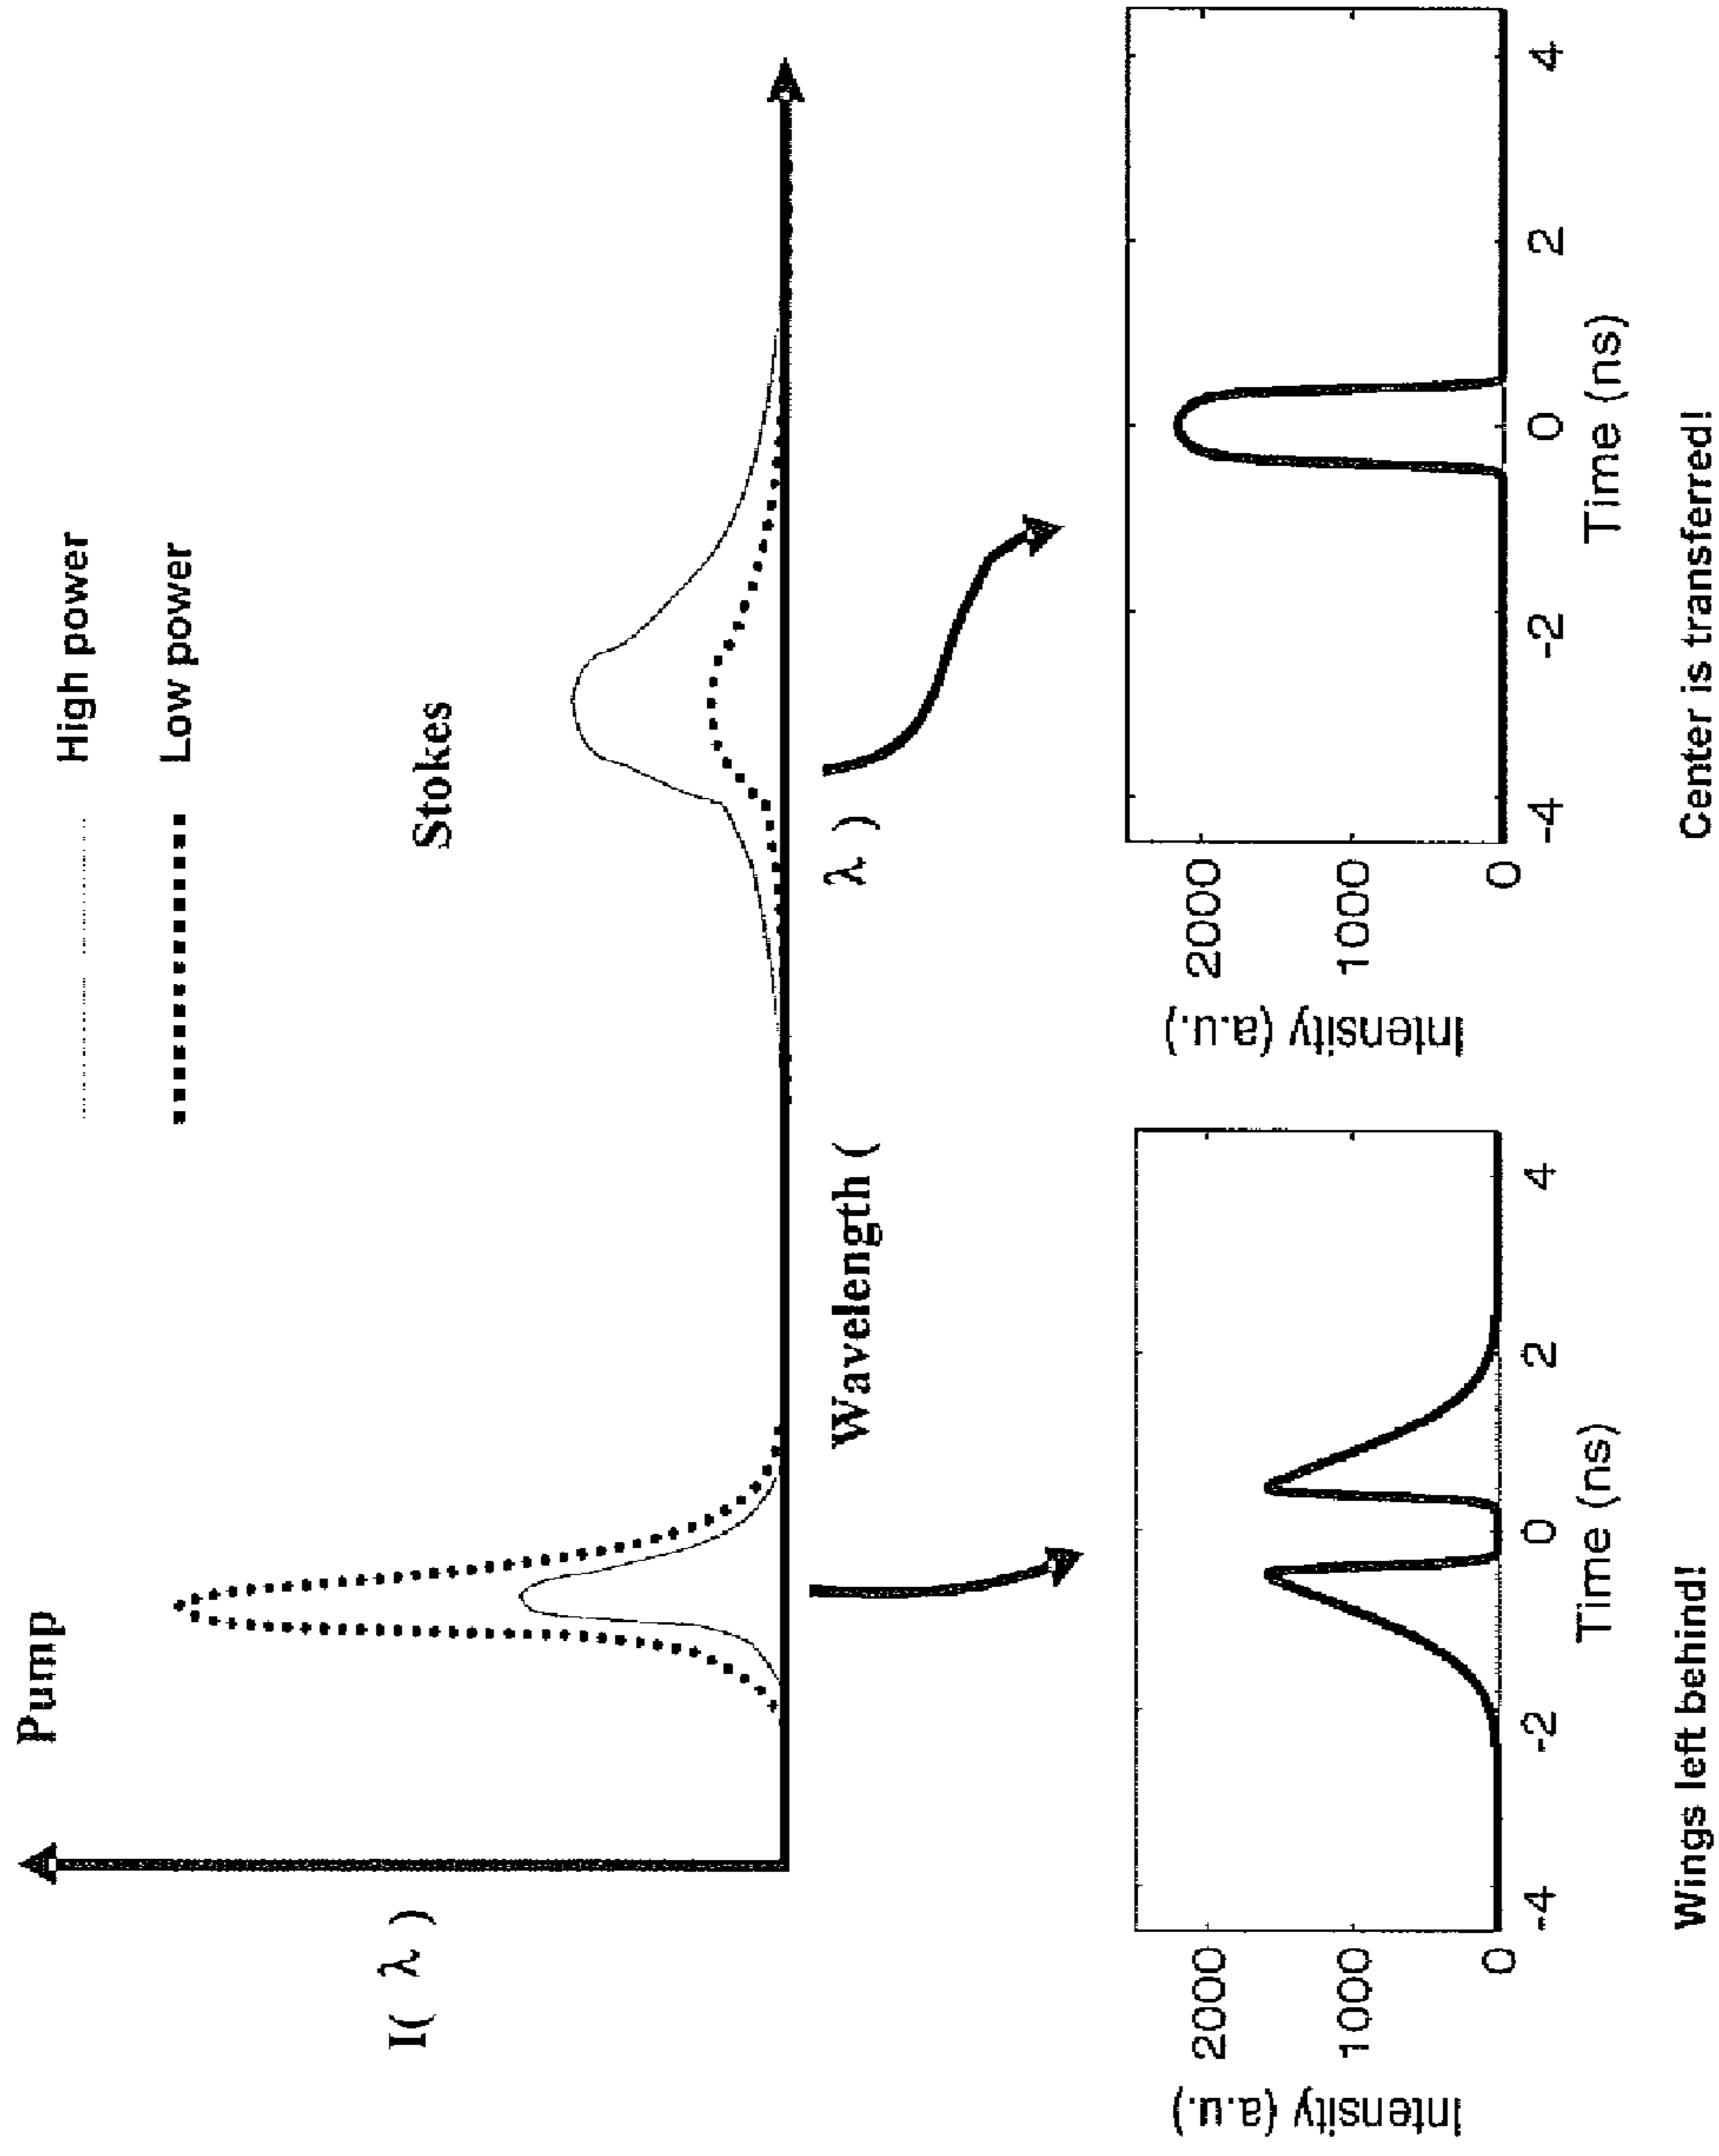 High power
Low power
Pump
Stokes
I( λ )
Wavelength ( λ )
Intensity (a.u.)
2000
1000
0
-4 -2 0 2 4
Time (ns)
Wings left behind!
Intensity (a.u.)
2000
1000
0
-4 -2 0 2 4
Time (ns)
Center is transferred!